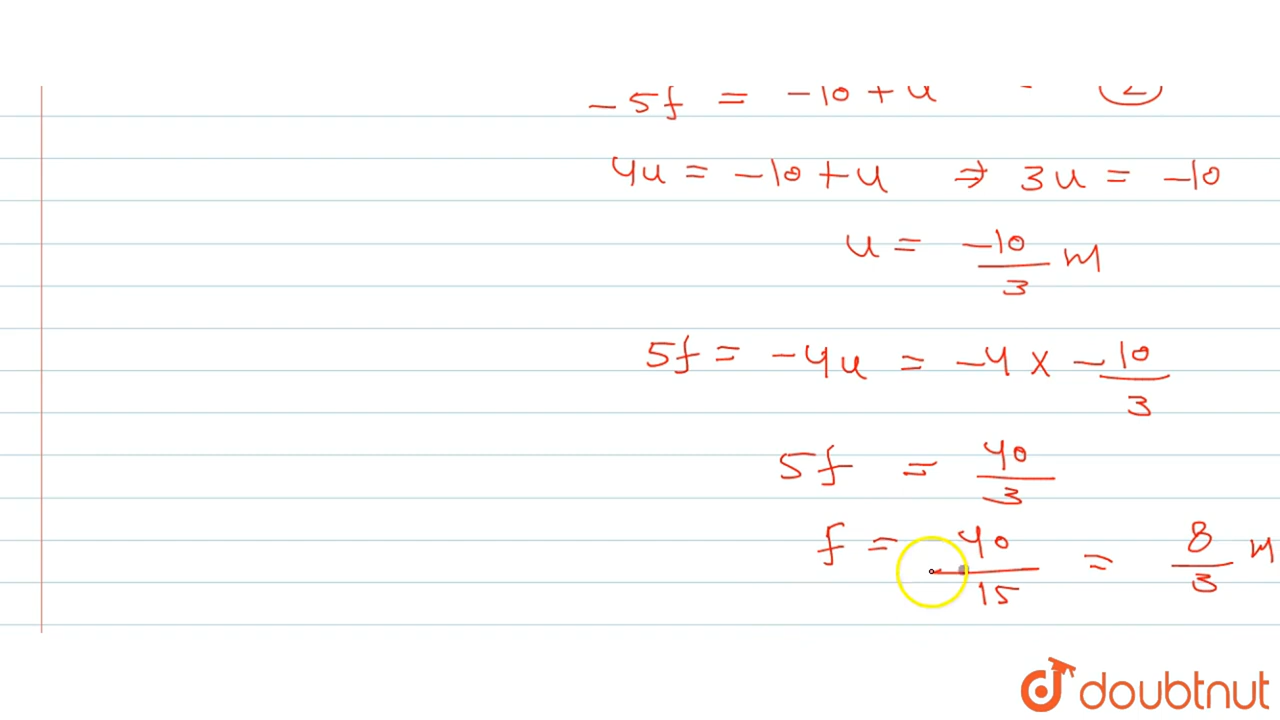 - 5f = - 10 + u - (2)
4u = - 10 + u ⇒ 3u = - 10
u = - 10/3 M
5f = - 4u = - 4 × - 10/3
5f = 40/3
f = 40/15 = 8/3 M
doubtnut